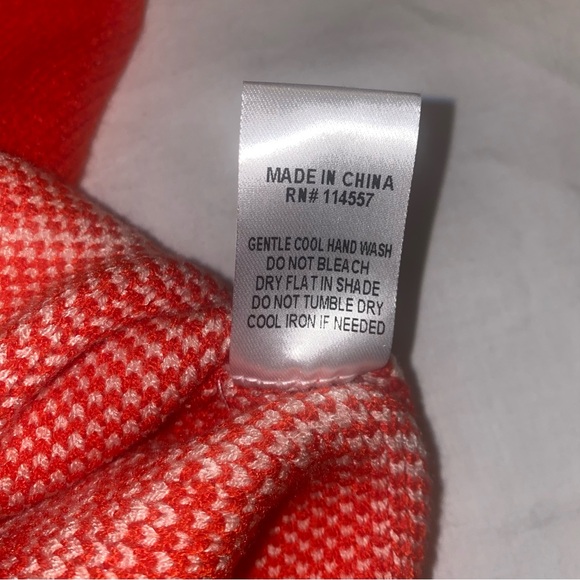 MADE IN CHINA
RN# 114557
GENTLE COOL HAND WASH
DO NOT BLEACH
DRY FLAT IN SHADE
DO NOT TUMBLE DRY
COOL IRON IF NEEDED